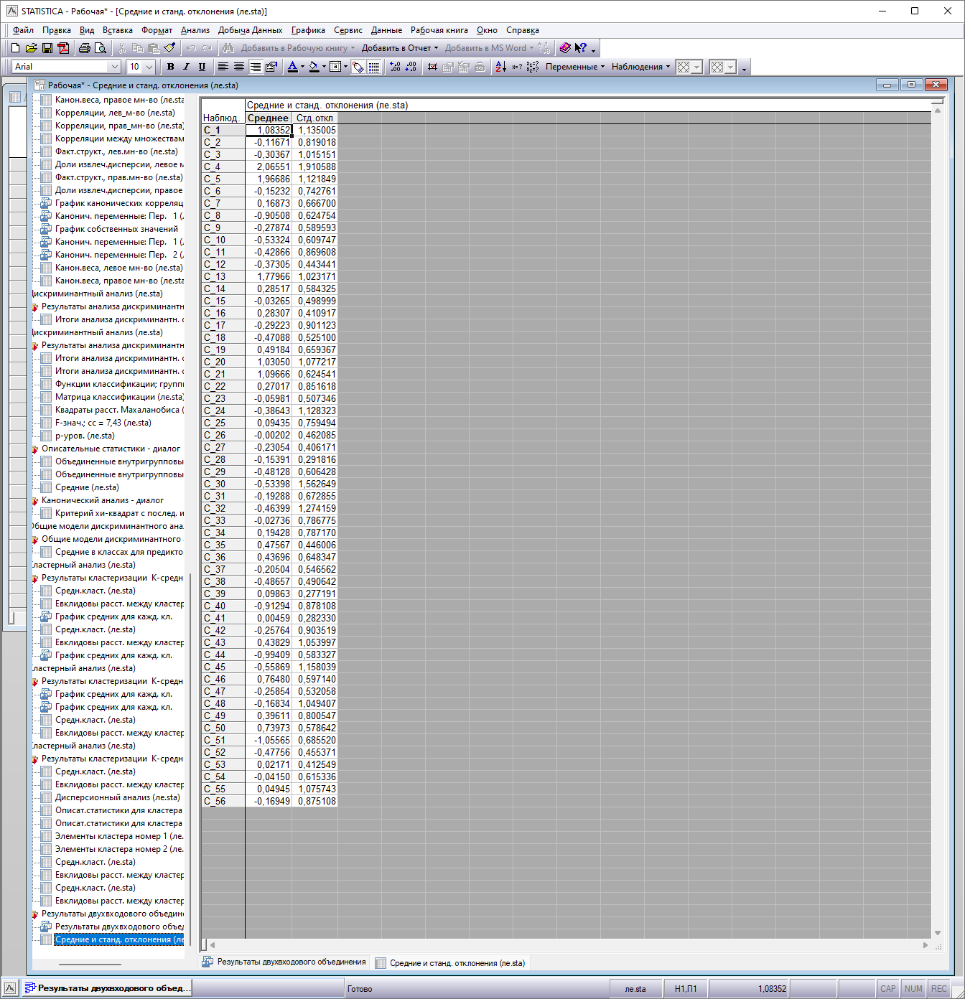 STATISTICA - Рабочая* - [Средние и станд. отклонения (ле.sta)]
Файл Правка Вид Вставка Формат Анализ Добыча Данных Графика Сервис Данные Рабочая книга Окно Справка
Добавить в Рабочую книгу Добавить в Отчет Добавить в MS Word
Arial 10 B I U Переменные Наблюдения
Рабочая* - Средние и станд. отклонения (ле.sta)
Канон.веса, правое мн-во (ле.sta
Корреляции, лев_м-во (ле.sta)
Корреляции, прав_мн-во (ле.sta)
Корреляции между множествам
Факт.структ., лев.мн-во (ле.sta)
Доли извлеч.дисперсии, левое м
Факт.структ., прав.мн-во (ле.sta)
Доли извлеч.дисперсии, правое
График канонических корреляц
Канонич. переменные: Пер. 1 (
График собственных значений
Канонич. переменные: Пер. 1 (
Канонич. переменные: Пер. 2 (
Канон.веса, левое мн-во (ле.sta)
Канон.веса, правое мн-во (ле.sta
Дискриминантный анализ (ле.sta)
Результаты анализа дискриминантн
Итоги анализа дискриминантн. с
Дискриминантный анализ (ле.sta)
Результаты анализа дискриминантн
Итоги анализа дискриминантн. с
Итоги анализа дискриминантн. с
Функции классификации; групп
Матрица классификации (ле.sta)
Квадраты расст. Махаланобиса (
F-знач.; сс = 7,43 (ле.sta)
p-уров. (ле.sta)
Описательные статистики - диалог
Объединенные внутригрупповы
Объединенные внутригрупповы
Средние (ле.sta)
Канонический анализ - диалог
Критерий хи-квадрат с послед. и
Общие модели дискриминантного ана
Общие модели дискриминантного
Средние в классах для предикто
Кластерный анализ (ле.sta)
Результаты кластеризации К-средн
Средн.класт. (ле.sta)
Евклидовы расст. между кластер
График средних для кажд. кл.
Средн.класт. (ле.sta)
Евклидовы расст. между кластер
График средних для кажд. кл.
Кластерный анализ (ле.sta)
Результаты кластеризации К-средн
График средних для кажд. кл.
График средних для кажд. кл.
Средн.класт. (ле.sta)
Евклидовы расст. между кластер
Кластерный анализ (ле.sta)
Результаты кластеризации К-средн
Средн.класт. (ле.sta)
Евклидовы расст. между кластер
Дисперсионный анализ (ле.sta)
Описат.статистики для кластера
Описат.статистики для кластера
Элементы кластера номер 1 (ле.
Элементы кластера номер 2 (ле.
Средн.класт. (ле.sta)
Евклидовы расст. между кластер
Средн.класт. (ле.sta)
Евклидовы расст. между кластер
Результаты двухвходового объедин
Результаты двухвходового объед
Средние и станд. отклонения (ле
Средние и станд. отклонения (ле.sta)
Наблюд. Среднее Стд.откл
C_1 1,08352 1,135005
C_2 -0,11671 0,819018
C_3 -0,30367 1,015151
C_4 2,06551 1,910588
C_5 1,96686 1,121849
C_6 -0,15232 0,742761
C_7 0,16873 0,666700
C_8 -0,90508 0,624754
C_9 -0,27874 0,589593
C_10 -0,53324 0,609747
C_11 -0,42866 0,869608
C_12 -0,37305 0,443441
C_13 1,77966 1,023171
C_14 0,28517 0,584325
C_15 -0,03265 0,498999
C_16 0,28307 0,410917
C_17 -0,29223 0,901123
C_18 -0,47088 0,525100
C_19 0,49184 0,659367
C_20 1,03050 1,077217
C_21 1,09666 0,624541
C_22 0,27017 0,851618
C_23 -0,05981 0,507346
C_24 -0,38643 1,128323
C_25 0,09435 0,759494
C_26 -0,00202 0,462085
C_27 -0,23054 0,406171
C_28 -0,15391 0,291816
C_29 -0,48128 0,606428
C_30 -0,53398 1,562649
C_31 -0,19288 0,672855
C_32 -0,46399 1,274159
C_33 -0,02736 0,786775
C_34 0,19428 0,787170
C_35 0,47567 0,446006
C_36 0,43696 0,648347
C_37 -0,20504 0,546562
C_38 -0,48657 0,490642
C_39 0,09863 0,277191
C_40 -0,91294 0,878108
C_41 0,00459 0,282330
C_42 -0,25764 0,903519
C_43 0,43829 1,053997
C_44 -0,99409 0,583327
C_45 -0,55869 1,158039
C_46 0,76480 0,597140
C_47 -0,25854 0,532058
C_48 -0,16834 1,049407
C_49 0,39611 0,800547
C_50 0,73973 0,578642
C_51 -1,05565 0,685520
C_52 -0,47756 0,455371
C_53 0,02171 0,412549
C_54 -0,04150 0,615336
C_55 0,04945 1,075743
C_56 -0,16949 0,875108
Результаты двухвходового объединения Средние и станд. отклонения (ле.sta)
Результаты двухвходового объед... Готово ле.sta Н1,П1 1,08352 CAP NUM REC